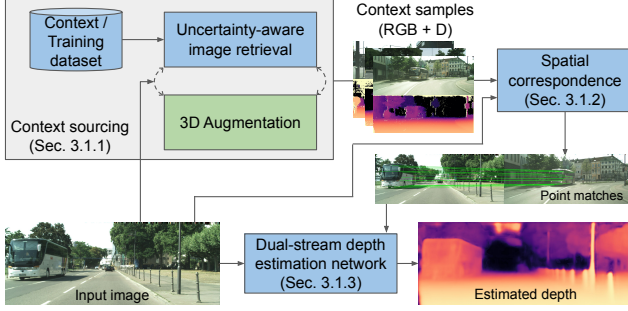 Context /
Training
dataset
Uncertainty-aware
image retrieval
3D Augmentation
Context sourcing
(Sec. 3.1.1)
Context samples
(RGB + D)
Spatial
correspondence
(Sec. 3.1.2)
Point matches
Input image
Dual-stream depth
estimation network
(Sec. 3.1.3)
Estimated depth